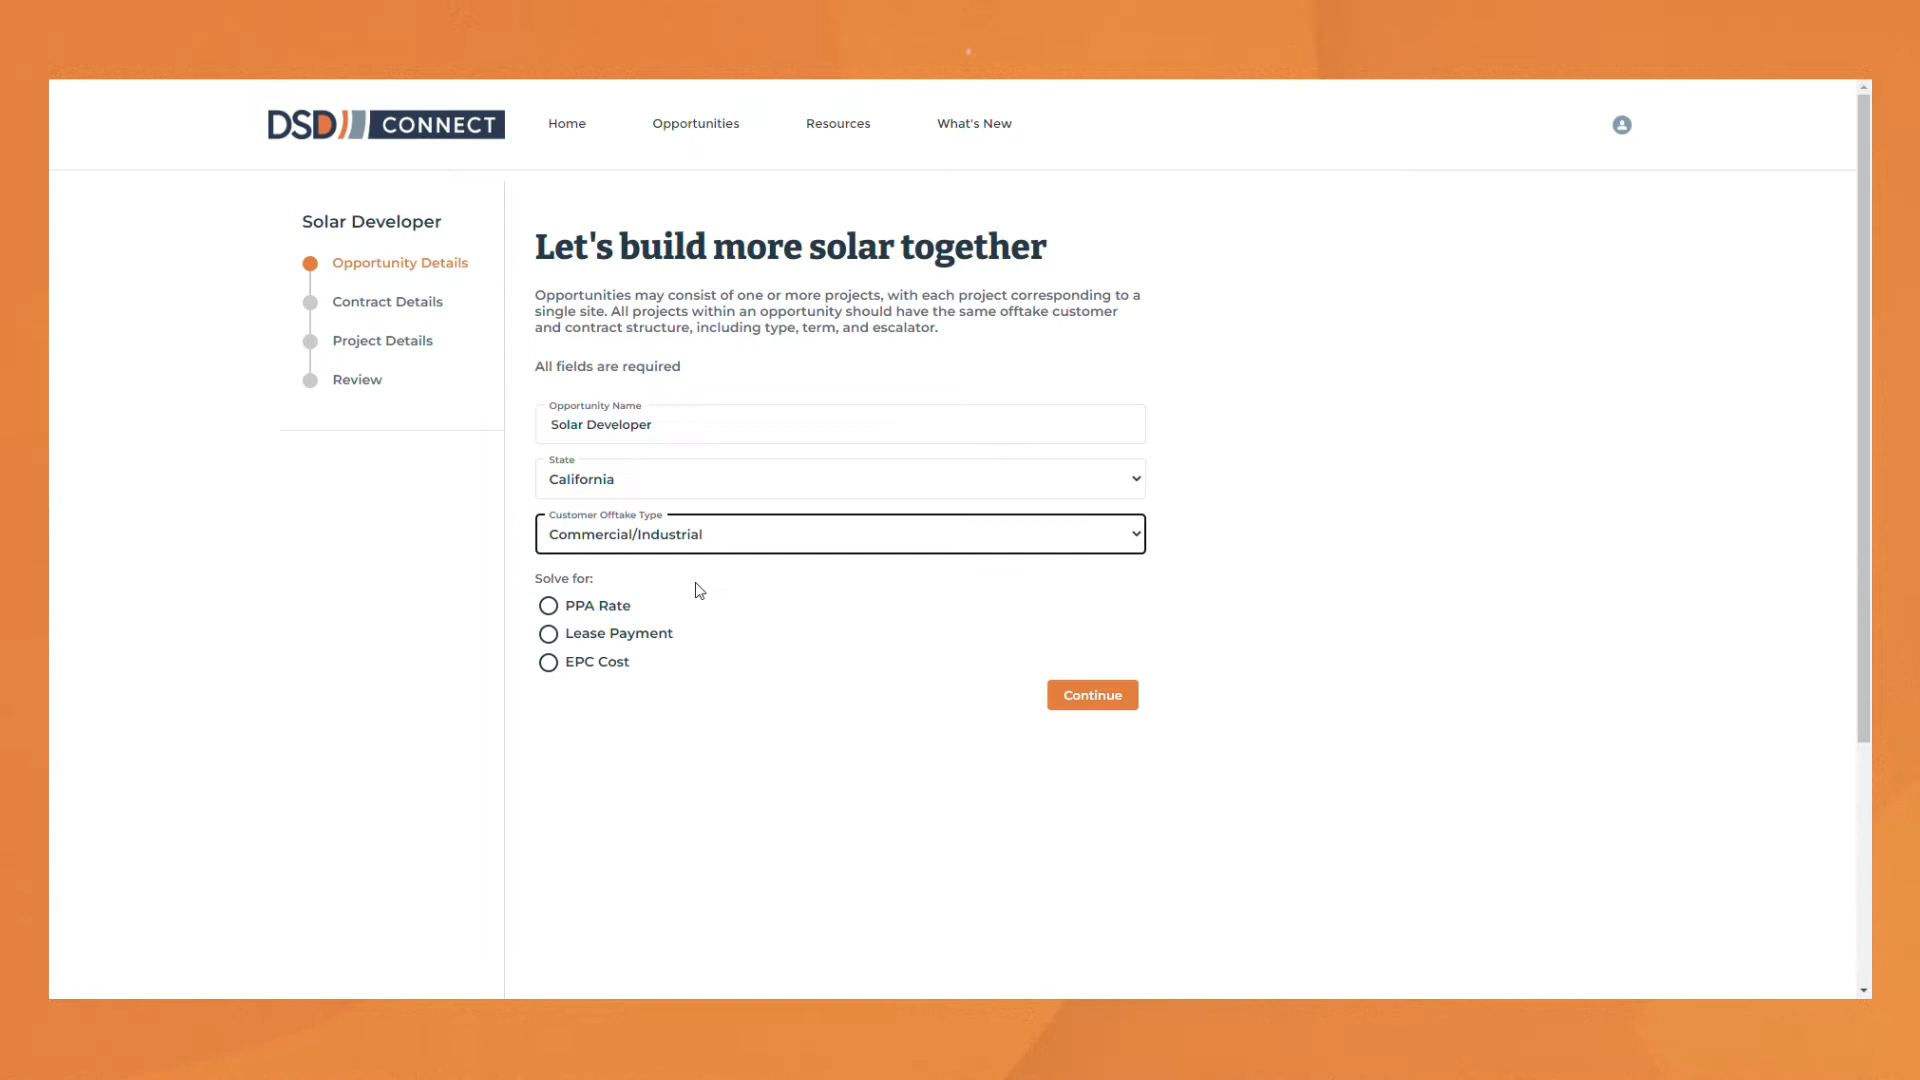 DSD CONNECT
Home
Opportunities
Resources
What's New
Solar Developer
Opportunity Details
Contract Details
Project Details
Review
Let's build more solar together
Opportunities may consist of one or more projects, with each project corresponding to a
single site. All projects within an opportunity should have the same offtake customer
and contract structure, including type, term, and escalator.
All fields are required
Opportunity Name
Solar Developer
State
California
Customer Offtake Type
Commercial/Industrial
Solve for:
PPA Rate
Lease Payment
EPC Cost
Continue